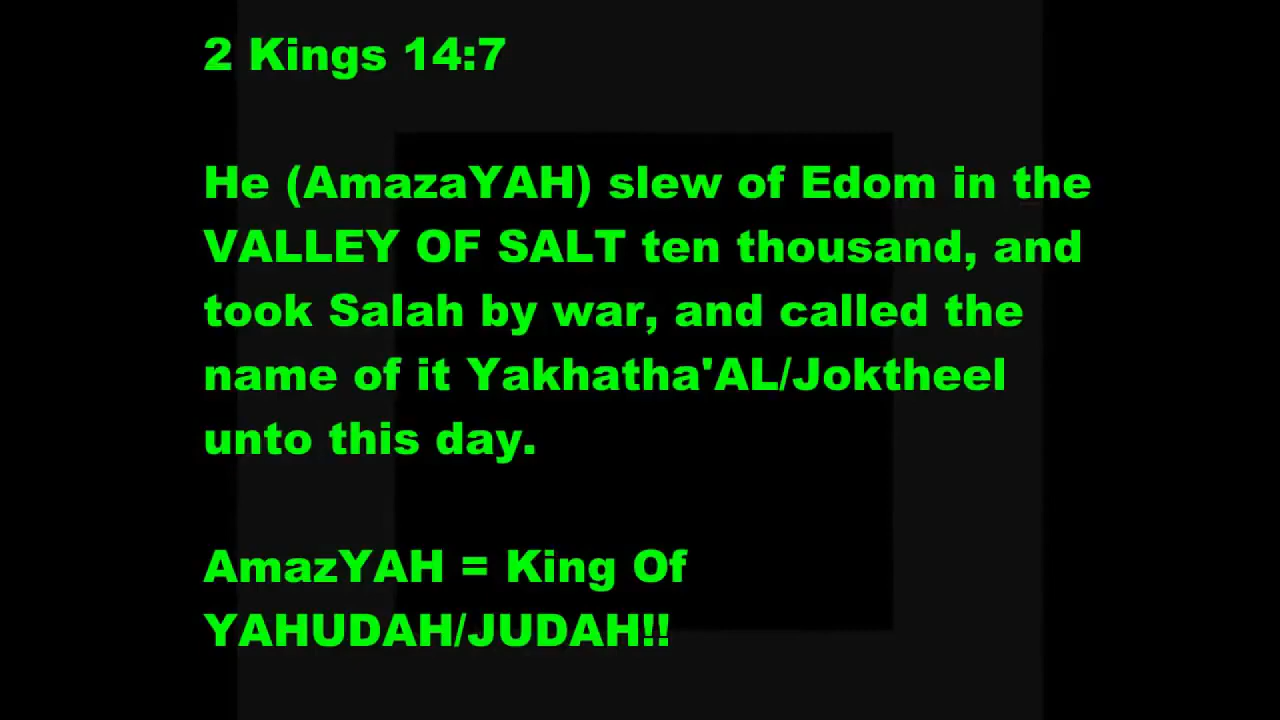 2 Kings 14:7
He (AmazaYAH) slew of Edom in the
VALLEY OF SALT ten thousand, and
took Salah by war, and called the
name of it Yakhatha'AL/Joktheel
unto this day.
AmazYAH = King Of
YAHUDAH/JUDAH!!